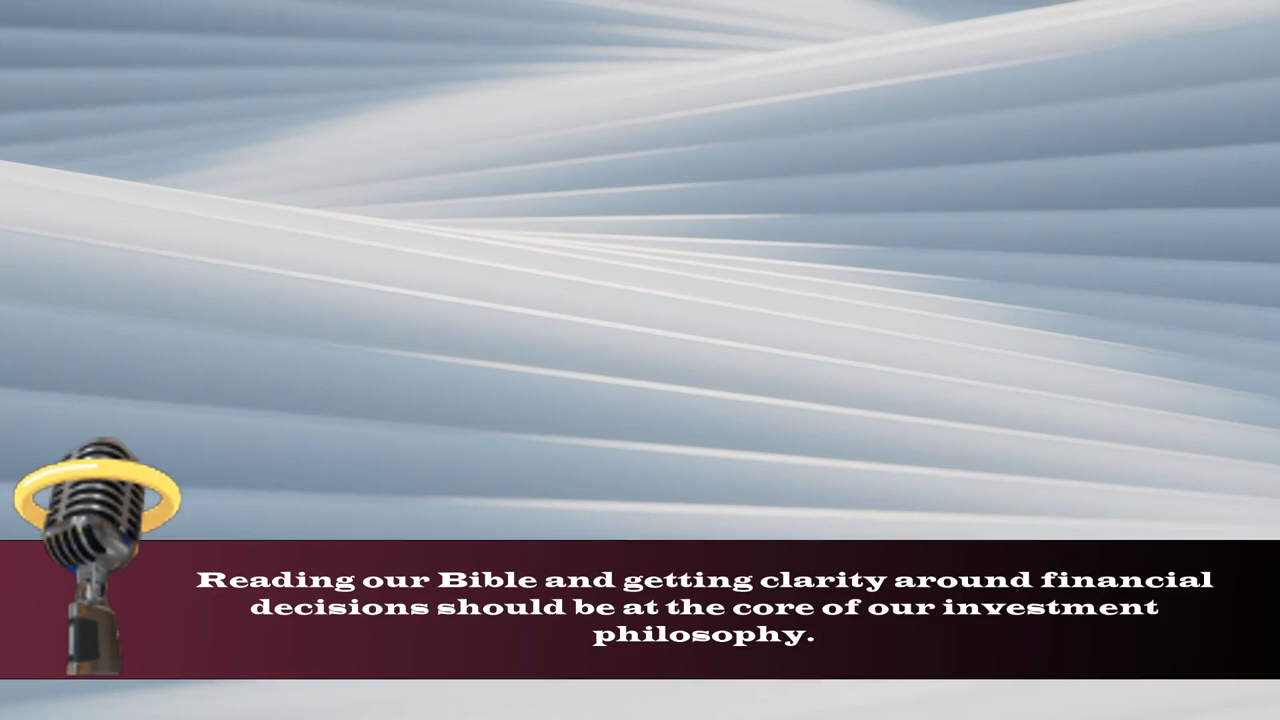 Reading our Bible and getting clarity around financial
decisions should be at the core of our investment
philosophy.